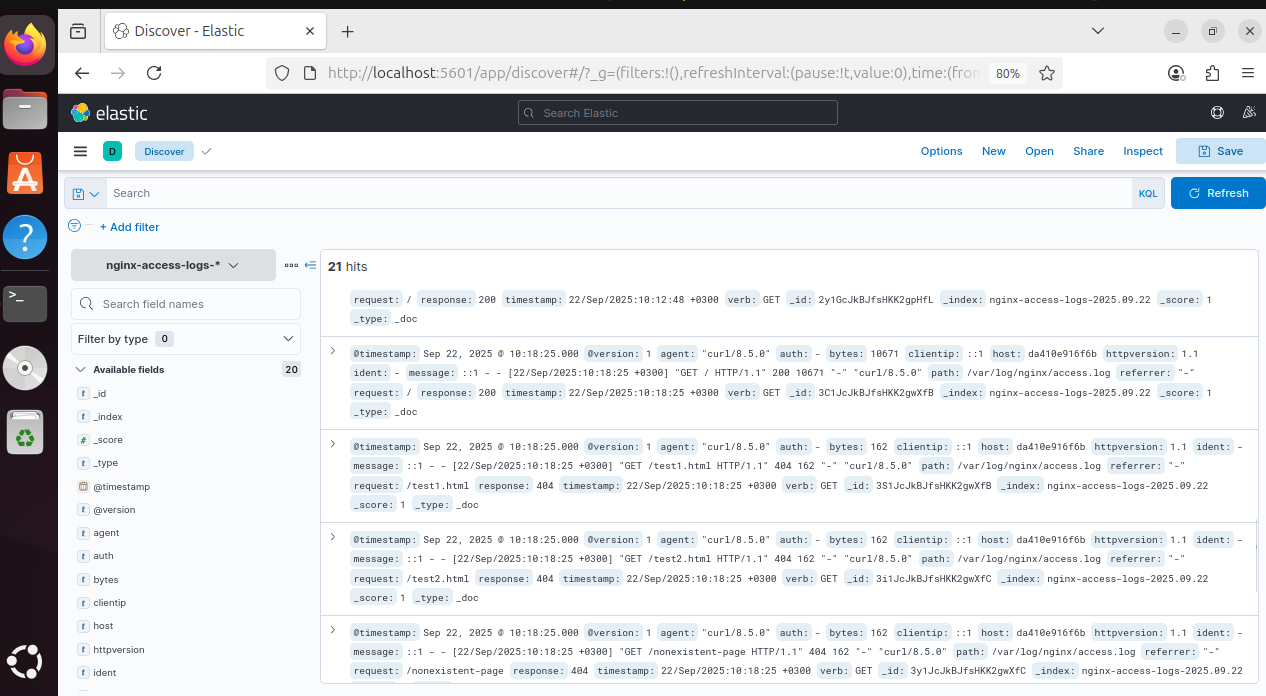 Discover - Elastic
http://localhost:5601/app/discover#/?_g=(filters:!(),refreshInterval:(pause:!t,value:0),time:(fron
80%
elastic
Search Elastic
D
Discover
Options
New
Open
Share
Inspect
Save
Search
KQL
Refresh
+ Add filter
nginx-access-logs-*
Search field names
Filter by type 0
Available fields 20
t _id
t _index
# _score
t _type
@timestamp
t @version
t agent
t auth
t bytes
t clientip
t host
t httpversion
t ident
21 hits
request: / response: 200 timestamp: 22/Sep/2025:10:12:48 +0300 verb: GET _id: 2y1GcJkBJfsHKK2gpHfL _index: nginx-access-logs-2025.09.22 _score: 1
_type: _doc
@timestamp: Sep 22, 2025 @ 10:18:25.000 @version: 1 agent: "curl/8.5.0" auth: - bytes: 10671 clientip: ::1 host: da410e916f6b httpversion: 1.1
ident: - message: ::1 - - [22/Sep/2025:10:18:25 +0300] "GET / HTTP/1.1" 200 10671 "-" "curl/8.5.0" path: /var/log/nginx/access.log referrer: "-"
request: / response: 200 timestamp: 22/Sep/2025:10:18:25 +0300 verb: GET _id: 3C1JcJkBJfsHKK2gwXfB _index: nginx-access-logs-2025.09.22 _score: 1
_type: _doc
@timestamp: Sep 22, 2025 @ 10:18:25.000 @version: 1 agent: "curl/8.5.0" auth: - bytes: 162 clientip: ::1 host: da410e916f6b httpversion: 1.1 ident: -
message: ::1 - - [22/Sep/2025:10:18:25 +0300] "GET /test1.html HTTP/1.1" 404 162 "-" "curl/8.5.0" path: /var/log/nginx/access.log referrer: "-"
request: /test1.html response: 404 timestamp: 22/Sep/2025:10:18:25 +0300 verb: GET _id: 3S1JcJkBJfsHKK2gwXfB _index: nginx-access-logs-2025.09.22
_score: 1 _type: _doc
@timestamp: Sep 22, 2025 @ 10:18:25.000 @version: 1 agent: "curl/8.5.0" auth: - bytes: 162 clientip: ::1 host: da410e916f6b httpversion: 1.1 ident: -
message: ::1 - - [22/Sep/2025:10:18:25 +0300] "GET /test2.html HTTP/1.1" 404 162 "-" "curl/8.5.0" path: /var/log/nginx/access.log referrer: "-"
request: /test2.html response: 404 timestamp: 22/Sep/2025:10:18:25 +0300 verb: GET _id: 3i1JcJkBJfsHKK2gwXfC _index: nginx-access-logs-2025.09.22
_score: 1 _type: _doc
@timestamp: Sep 22, 2025 @ 10:18:25.000 @version: 1 agent: "curl/8.5.0" auth: - bytes: 162 clientip: ::1 host: da410e916f6b httpversion: 1.1 ident: -
message: ::1 - - [22/Sep/2025:10:18:25 +0300] "GET /nonexistent-page HTTP/1.1" 404 162 "-" "curl/8.5.0" path: /var/log/nginx/access.log referrer: "-"
request: /nonexistent-page response: 404 timestamp: 22/Sep/2025:10:18:25 +0300 verb: GET _id: 3y1JcJkBJfsHKK2gwXfC _index: nginx-access-logs-2025.09.22